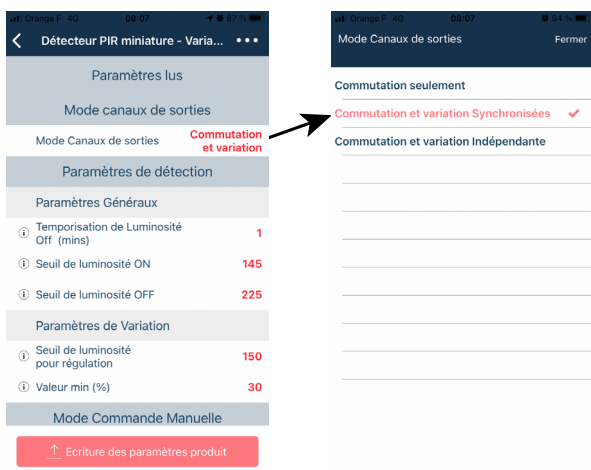 Orange F 4G 08:07 87 %
Détecteur PIR miniature - Varia...
Paramètres lus
Mode canaux de sorties
Mode Canaux de sorties
Commutation
et variation
Paramètres de détection
Paramètres Généraux
Temporisation de Luminosité
Off (mins)
1
Seuil de luminosité ON 145
Seuil de luminosité OFF 225
Paramètres de Variation
Seuil de luminosité
pour régulation
150
Valeur min (%) 30
Mode Commande Manuelle
Ecriture des paramètres produit
Orange F 4G 08:07 84 %
Mode Canaux de sorties Fermer
Commutation seulement
Commutation et variation Synchronisées
Commutation et variation Indépendante